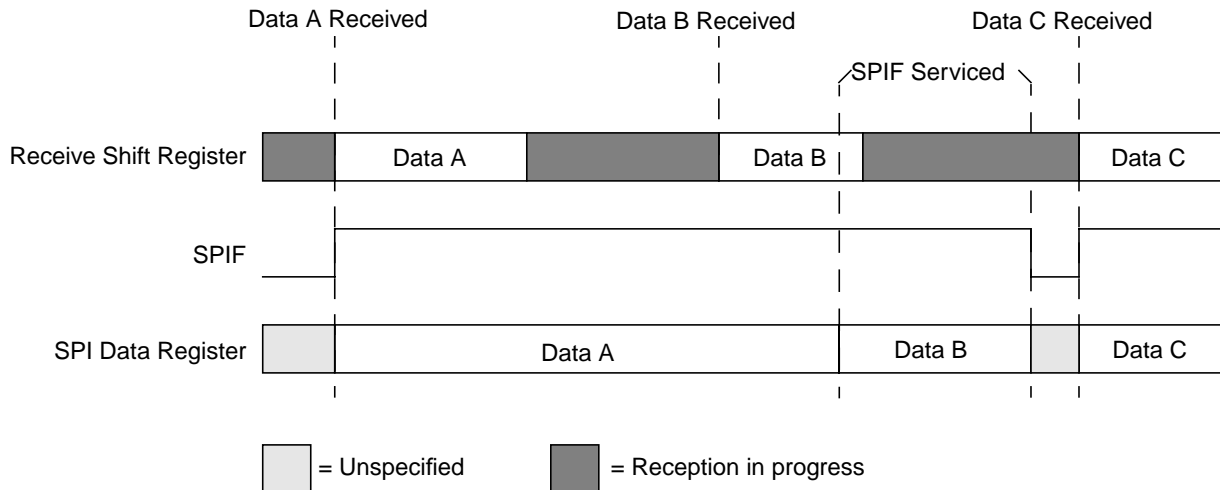 Data A Received
Data B Received
Data C Received
SPIF Serviced
Receive Shift Register
Data A
Data B
Data C
SPIF
SPI Data Register
Data A
Data B
Data C
= Unspecified
= Reception in progress